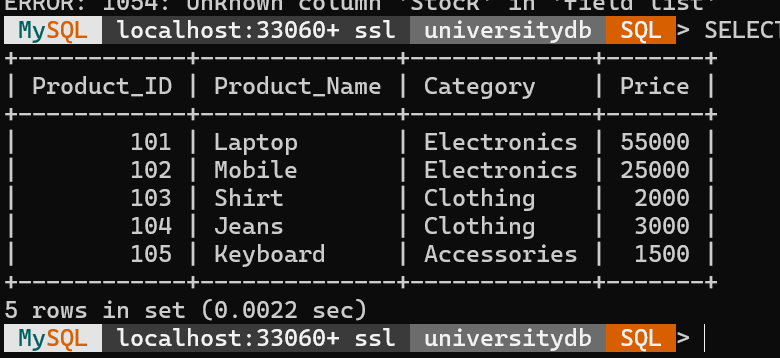 ERROR: 1054: Unknown column 'Stock' in 'field list'
MySQL localhost:33060+ ssl universitydb SQL > SELECT
+------------+--------------+-------------+-------+
| Product_ID | Product_Name | Category    | Price |
+------------+--------------+-------------+-------+
|        101 | Laptop       | Electronics | 55000 |
|        102 | Mobile       | Electronics | 25000 |
|        103 | Shirt        | Clothing    |  2000 |
|        104 | Jeans        | Clothing    |  3000 |
|        105 | Keyboard     | Accessories |  1500 |
+------------+--------------+-------------+-------+
5 rows in set (0.0022 sec)
MySQL localhost:33060+ ssl universitydb SQL >